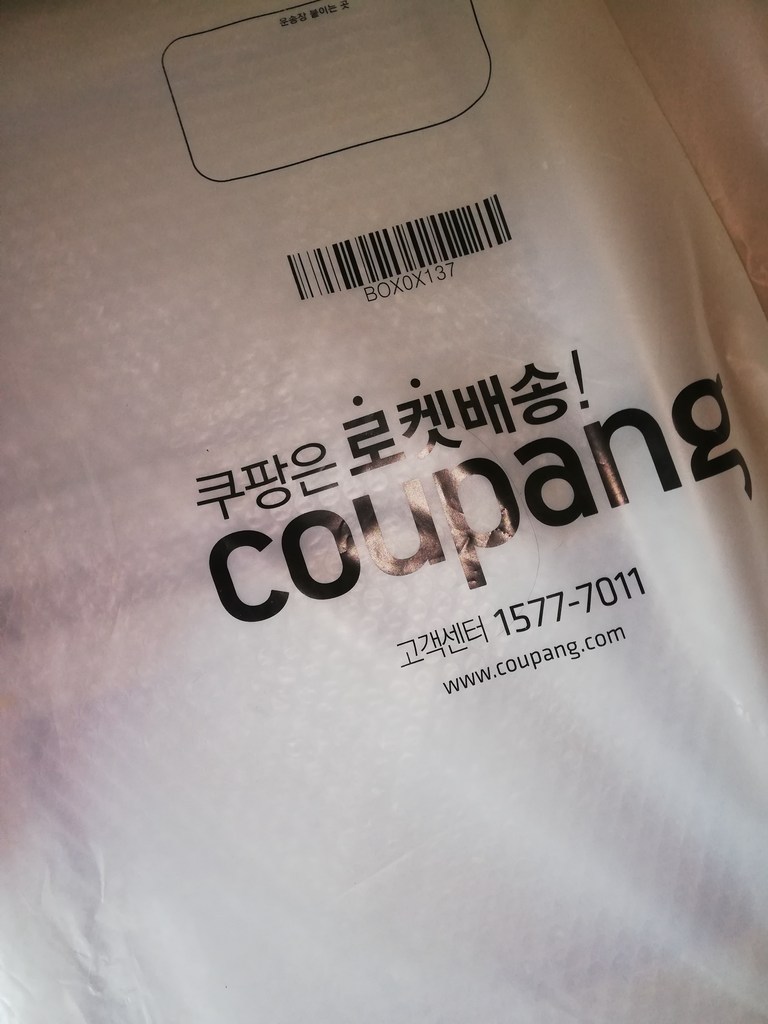 운송장 붙이는 곳
BOX0X137
쿠팡은 로켓배송!
coupang
고객센터 1577-7011
www.coupang.com